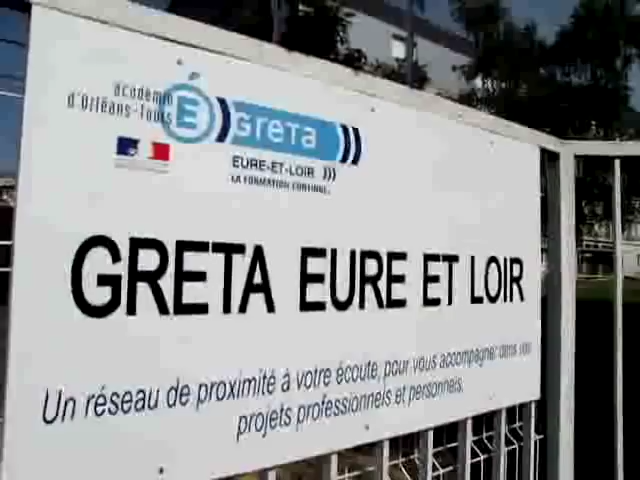 académie
d'Orléans-Tours
É
GRETA
EURE-ET-LOIR )))
LA FORMATION CONTINUE
GRETA EURE ET LOIR
Un réseau de proximité à votre écoute, pour vous accompagner dans vos
projets professionnels et personnels.